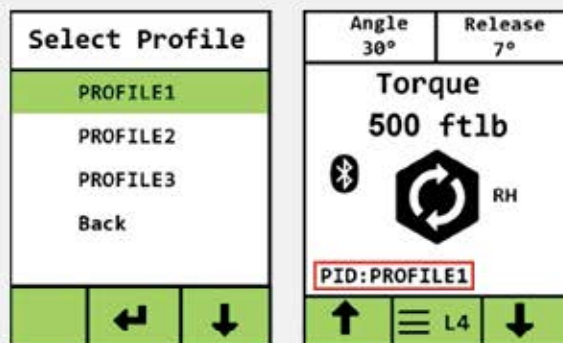 Select Profile
PROFILE1
PROFILE2
PROFILE3
Back
Angle
30°
Release
7°
Torque
500 ftlb
RH
PID:PROFILE1
L4